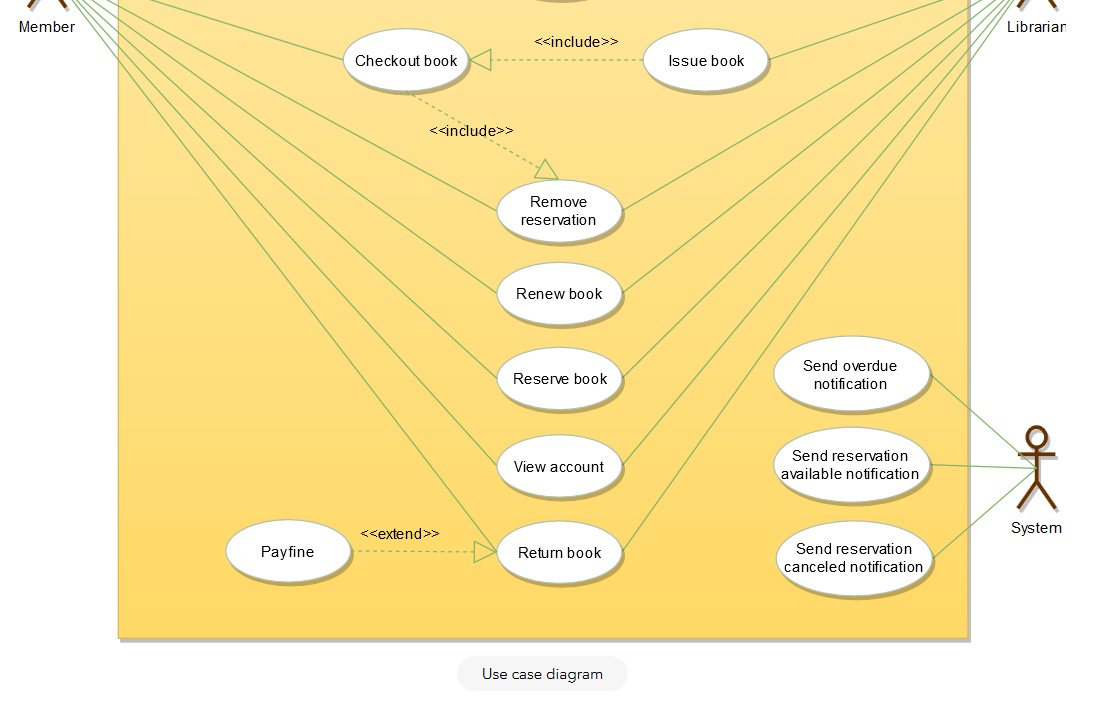 Member
Librarian
<<include>>
Checkout book
Issue book
<<include>>
Remove
reservation
Renew book
Send overdue
notification
Reserve book
Send reservation
available notification
View account
System
<<extend>>
Payfine
Return book
Send reservation
canceled notification
Use case diagram